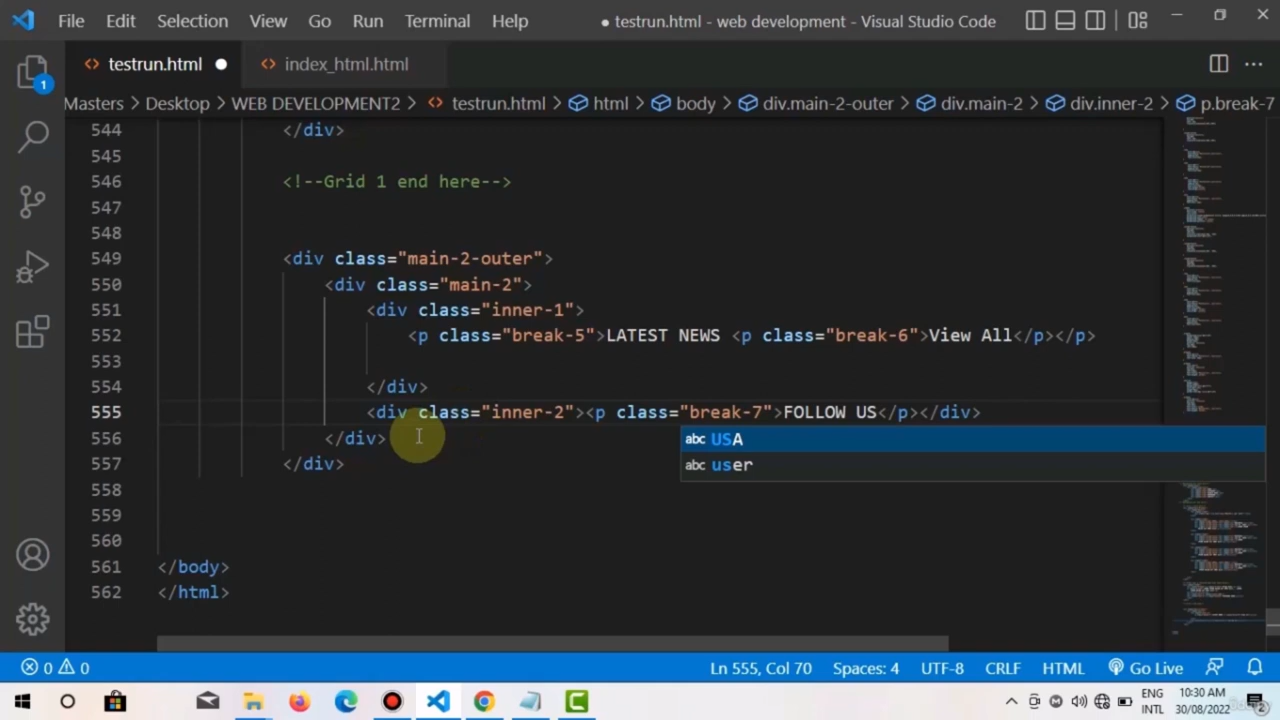 File Edit Selection View Go Run Terminal Help ● testrun.html - web development - Visual Studio Code
testrun.html ● index_html.html
Masters > Desktop > WEB DEVELOPMENT2 > testrun.html > html > body > div.main-2-outer > div.main-2 > div.inner-2 > p.break-7
544 </div>
545
546 <!--Grid 1 end here-->
547
548
549 <div class="main-2-outer">
550 <div class="main-2">
551 <div class="inner-1">
552 <p class="break-5">LATEST NEWS <p class="break-6">View All</p></p>
553
554 </div>
555 <div class="inner-2"><p class="break-7">FOLLOW US</p></div>
abc USA
556 </div>
abc user
557 </div>
558
559
560
561 </body>
562 </html>
0 0 Ln 555, Col 70 Spaces: 4 UTF-8 CRLF HTML Go Live
ENG 10:30 AM
INTL 30/08/2022